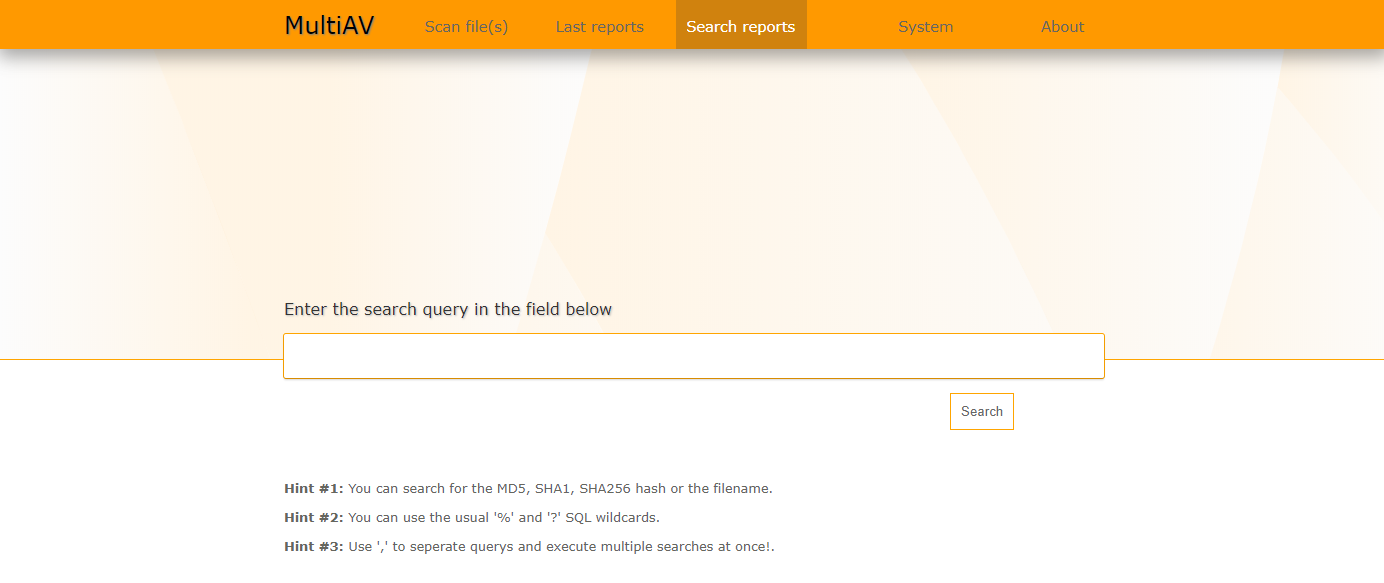 MultiAV Scan file(s) Last reports Search reports System About
Enter the search query in the field below
Search
Hint #1: You can search for the MD5, SHA1, SHA256 hash or the filename.
Hint #2: You can use the usual '%' and '?' SQL wildcards.
Hint #3: Use ',' to seperate querys and execute multiple searches at once!.